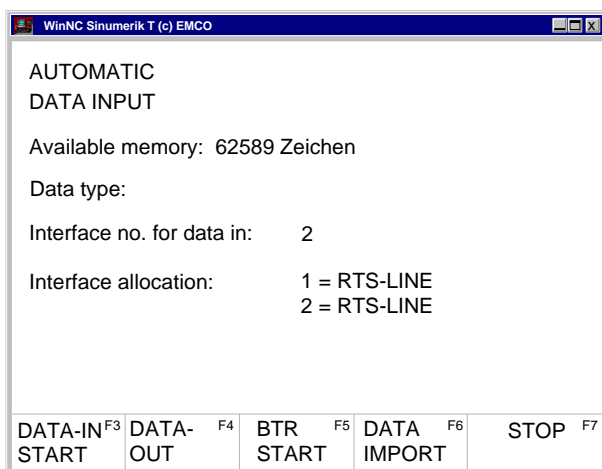 WinNC Sinumerik T (c) EMCO
X
AUTOMATIC
DATA INPUT
Available memory: 62589 Zeichen
Data type:
Interface no. for data in: 2
Interface allocation: 1 = RTS-LINE
2 = RTS-LINE
DATA-IN F3 DATA- F4 BTR F5 DATA F6 STOP F7
START OUT START IMPORT